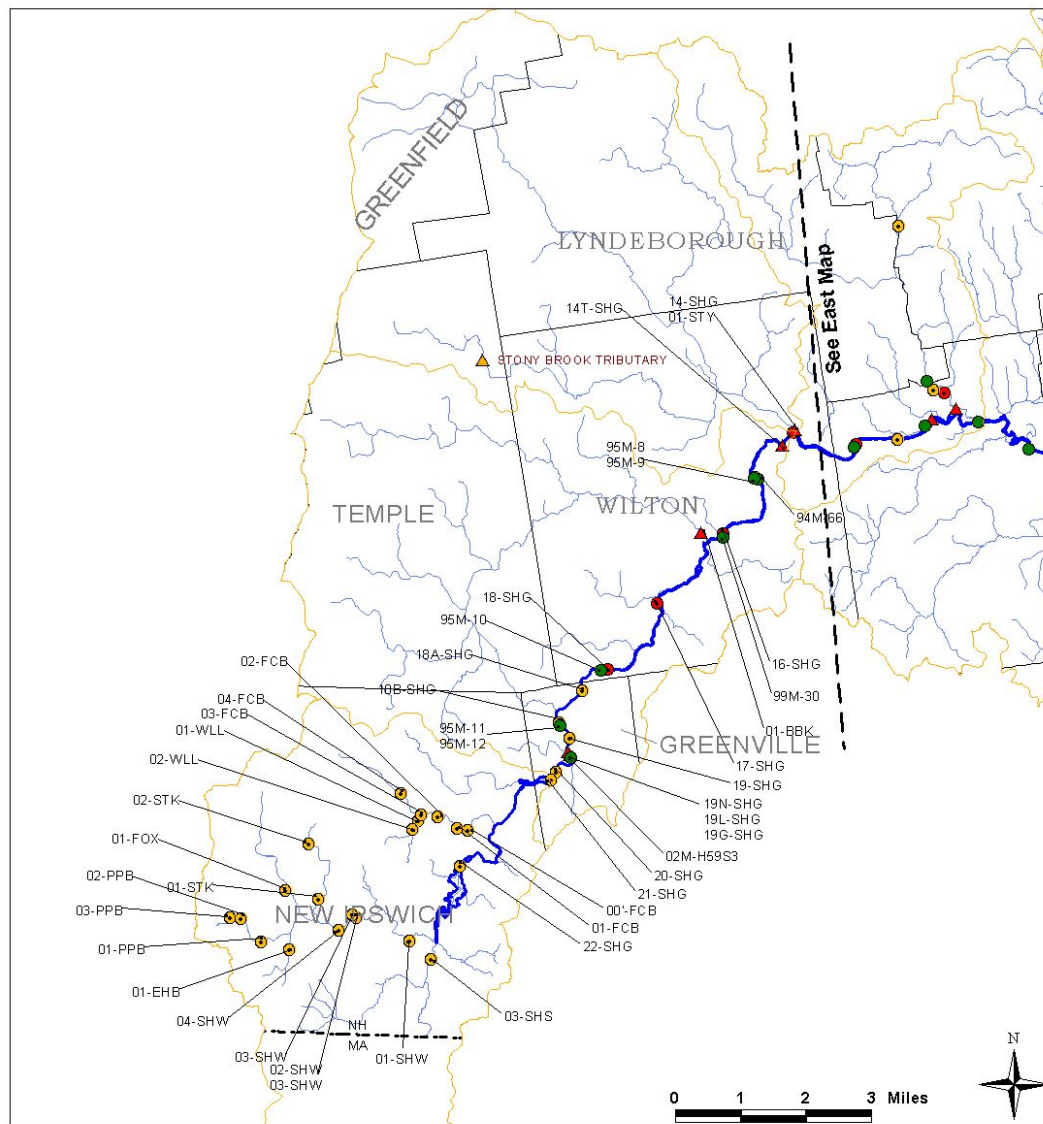 GREENFIELD
LYNDEBOROUGH
See East Map
14T-SHG
14-SHG
01-STY
STONY BROOK TRIBUTARY
95M-8
95M-9
TEMPLE
WILTON
94M-66
18-SHG
95M-10
18A-SHG
16-SHG
99M-30
01-BBK
17-SHG
02-FCB
04-FCB
03-FCB
01-WLL
02-WLL
10B-SHG
95M-11
95M-12
GREENVILLE
19-SHG
19N-SHG
19L-SHG
19G-SHG
02M-H59S3
20-SHG
21-SHG
02-STK
01-FOX
02-PPB
01-STK
03-PPB
NEW IPSWICH
00'-FCB
01-FCB
22-SHG
01-PPB
01-EHB
04-SHW
03-SHS
NH
MA
03-SHW
02-SHW
03-SHW
01-SHW
N
0 1 2 3 Miles